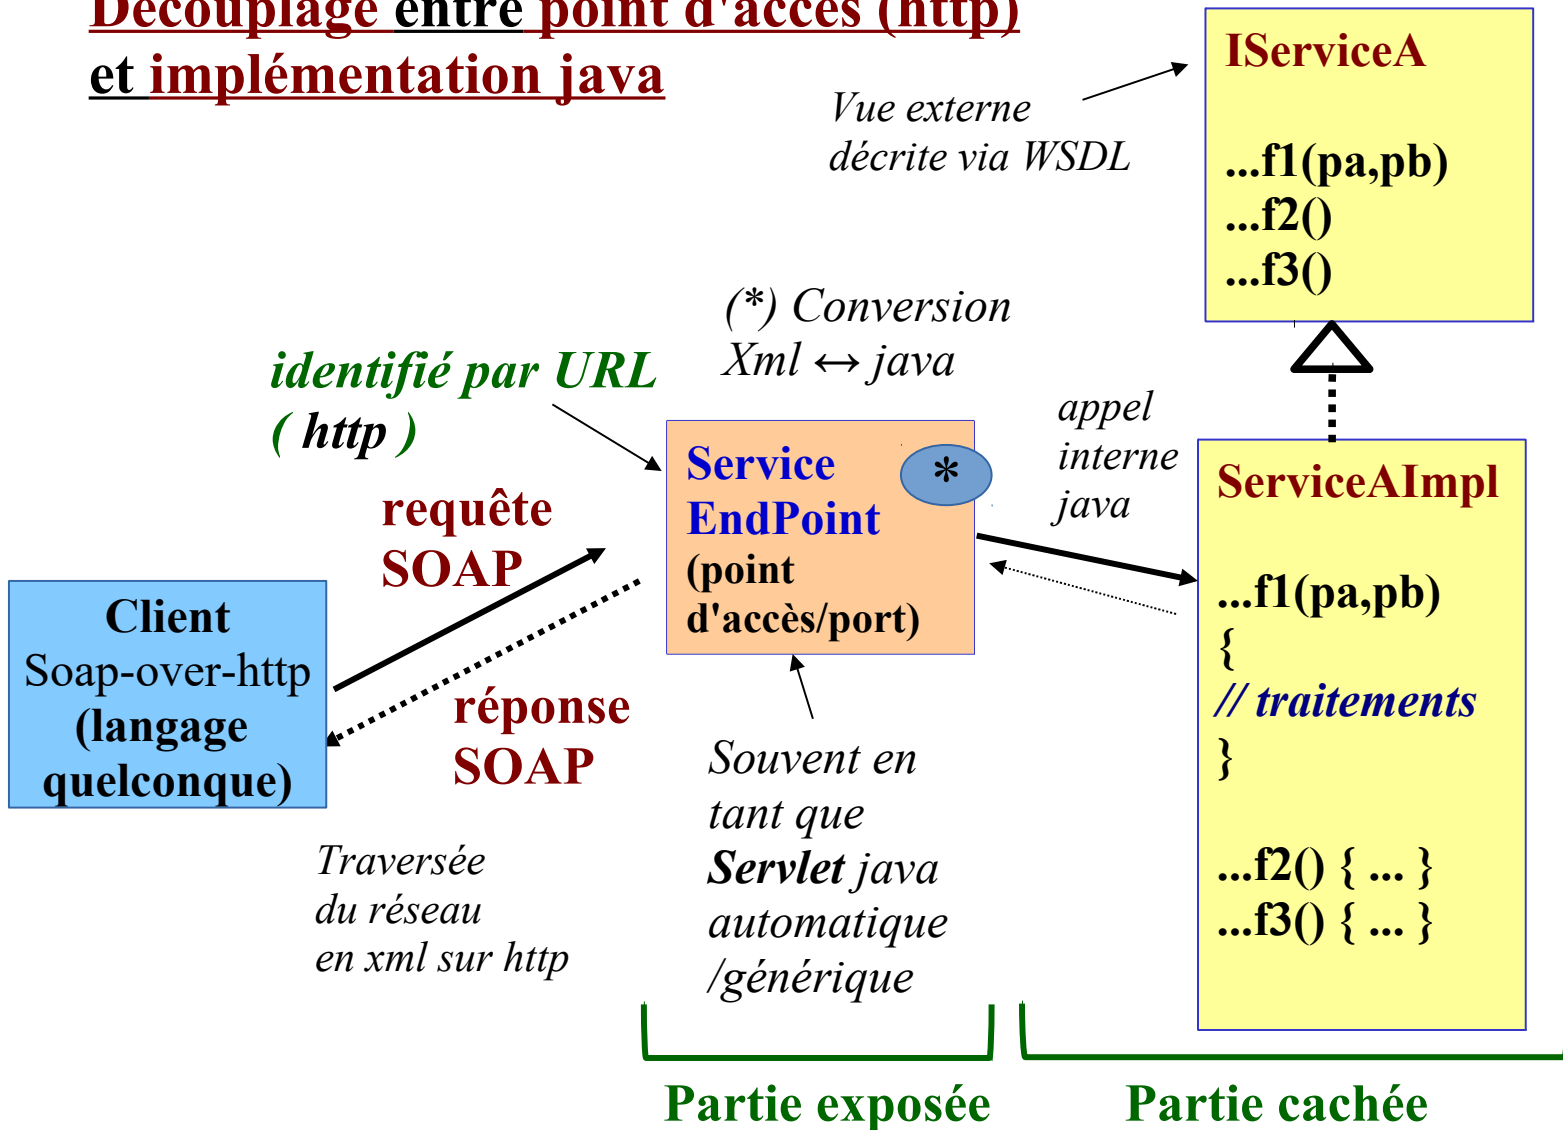 Découplage entre point d'accès (http)
et implémentation java
Vue externe
décrite via WSDL
IServiceA
...f1(pa,pb)
...f2()
...f3()
(*) Conversion
Xml ↔ java
identifié par URL
( http )
appel
interne
java
Service
EndPoint
(point
d'accès/port)
*
ServiceAImpl
...f1(pa,pb)
{
// traitements
}
...f2() { ... }
...f3() { ... }
requête
SOAP
Client
Soap-over-http
(langage
quelconque)
réponse
SOAP
Traversée
du réseau
en xml sur http
Souvent en
tant que
Servlet java
automatique
/générique
Partie exposée
Partie cachée